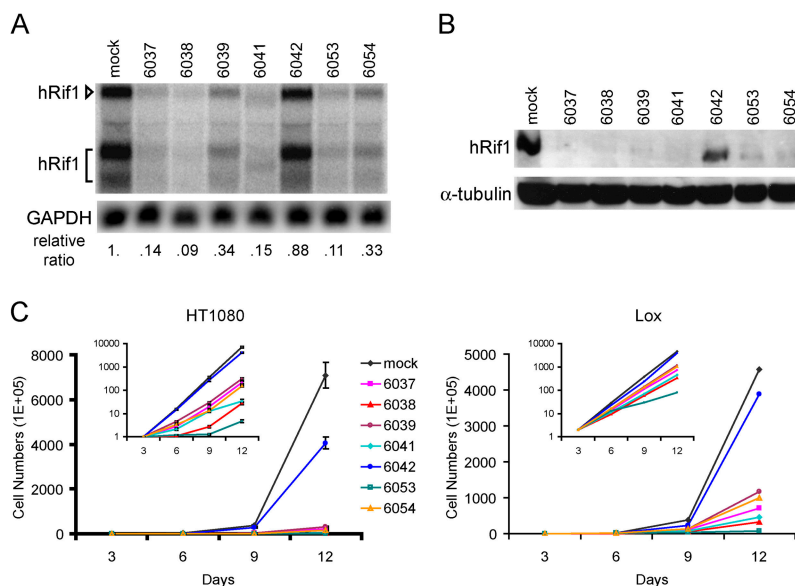 A
mock
6037
6038
6039
6041
6042
6053
6054
hRif1
hRif1
GAPDH
relative ratio
1. .14 .09 .34 .15 .88 .11 .33
B
mock
6037
6038
6039
6041
6042
6053
6054
hRif1
α-tubulin
C
HT1080
Cell Numbers (1E+05)
8000
6000
4000
2000
0
3 6 9 12
Days
10000
1000
100
10
1
3 6 9 12
mock
6037
6038
6039
6041
6042
6053
6054
Lox
Cell Numbers (1E+05)
5000
4000
3000
2000
1000
0
3 6 9 12
Days
10000
1000
100
10
1
3 6 9 12